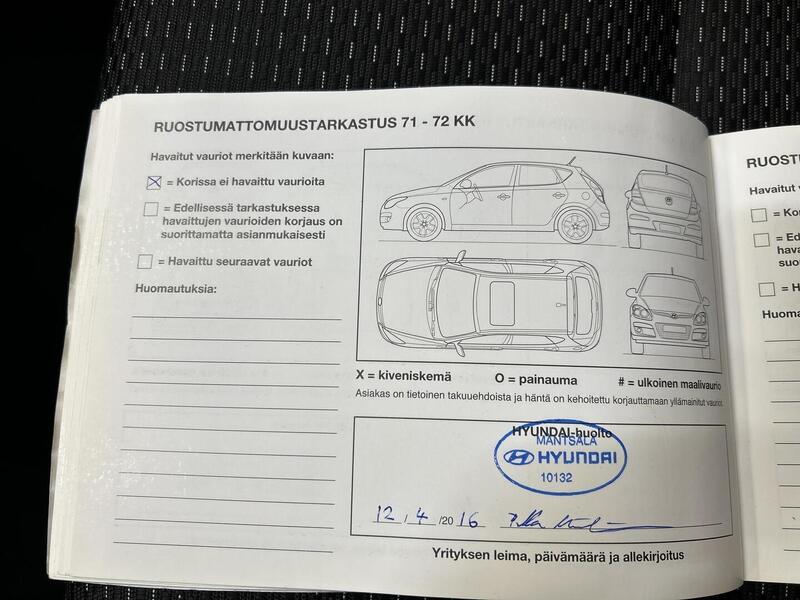 RUOSTUMATTOMUUSTARKASTUS 71 - 72 KK
Havaitut vauriot merkitään kuvaan:
= Korissa ei havaittu vaurioita
= Edellisessä tarkastuksessa
havaittujen vaurioiden korjaus on
suorittamatta asianmukaisesti
= Havaittu seuraavat vauriot
Huomautuksia:
X = kiveniskemä O = painauma # = ulkoinen maalivaurio
Asiakas on tietoinen takuuehdoista ja häntä on kehoitettu korjauttamaan yllämainitut vauriot.
HYUNDAI-huolto
MÄNTSÄLÄ
HYUNDAI
10132
12 / 4 /20 16
Yrityksen leima, päivämäärä ja allekirjoitus
RUOST
Havaitut v
= Ko
= Ed
hava
suo
= H
Huoma